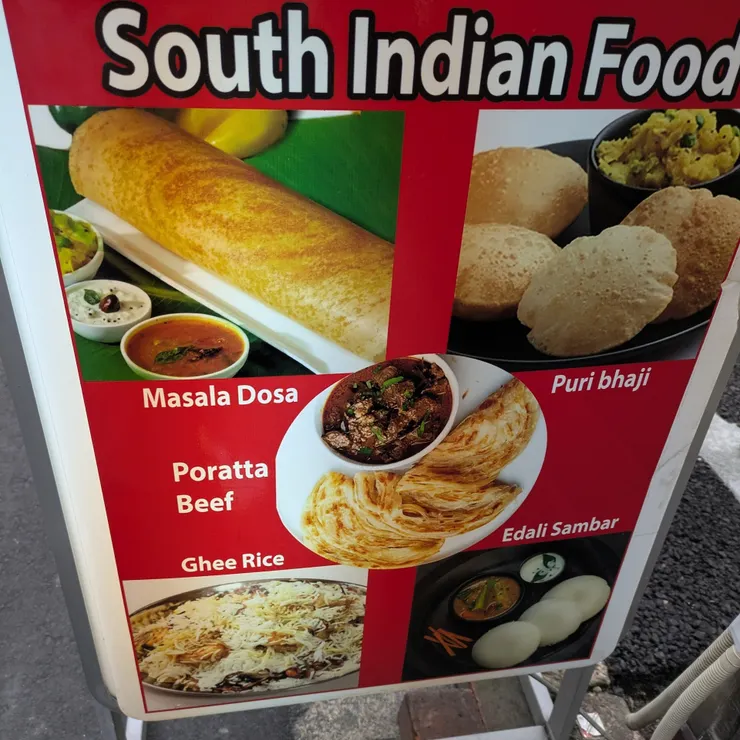 South Indian Food
Masala Dosa
Puri bhaji
Poratta
Beef
Edali Sambar
Ghee Rice